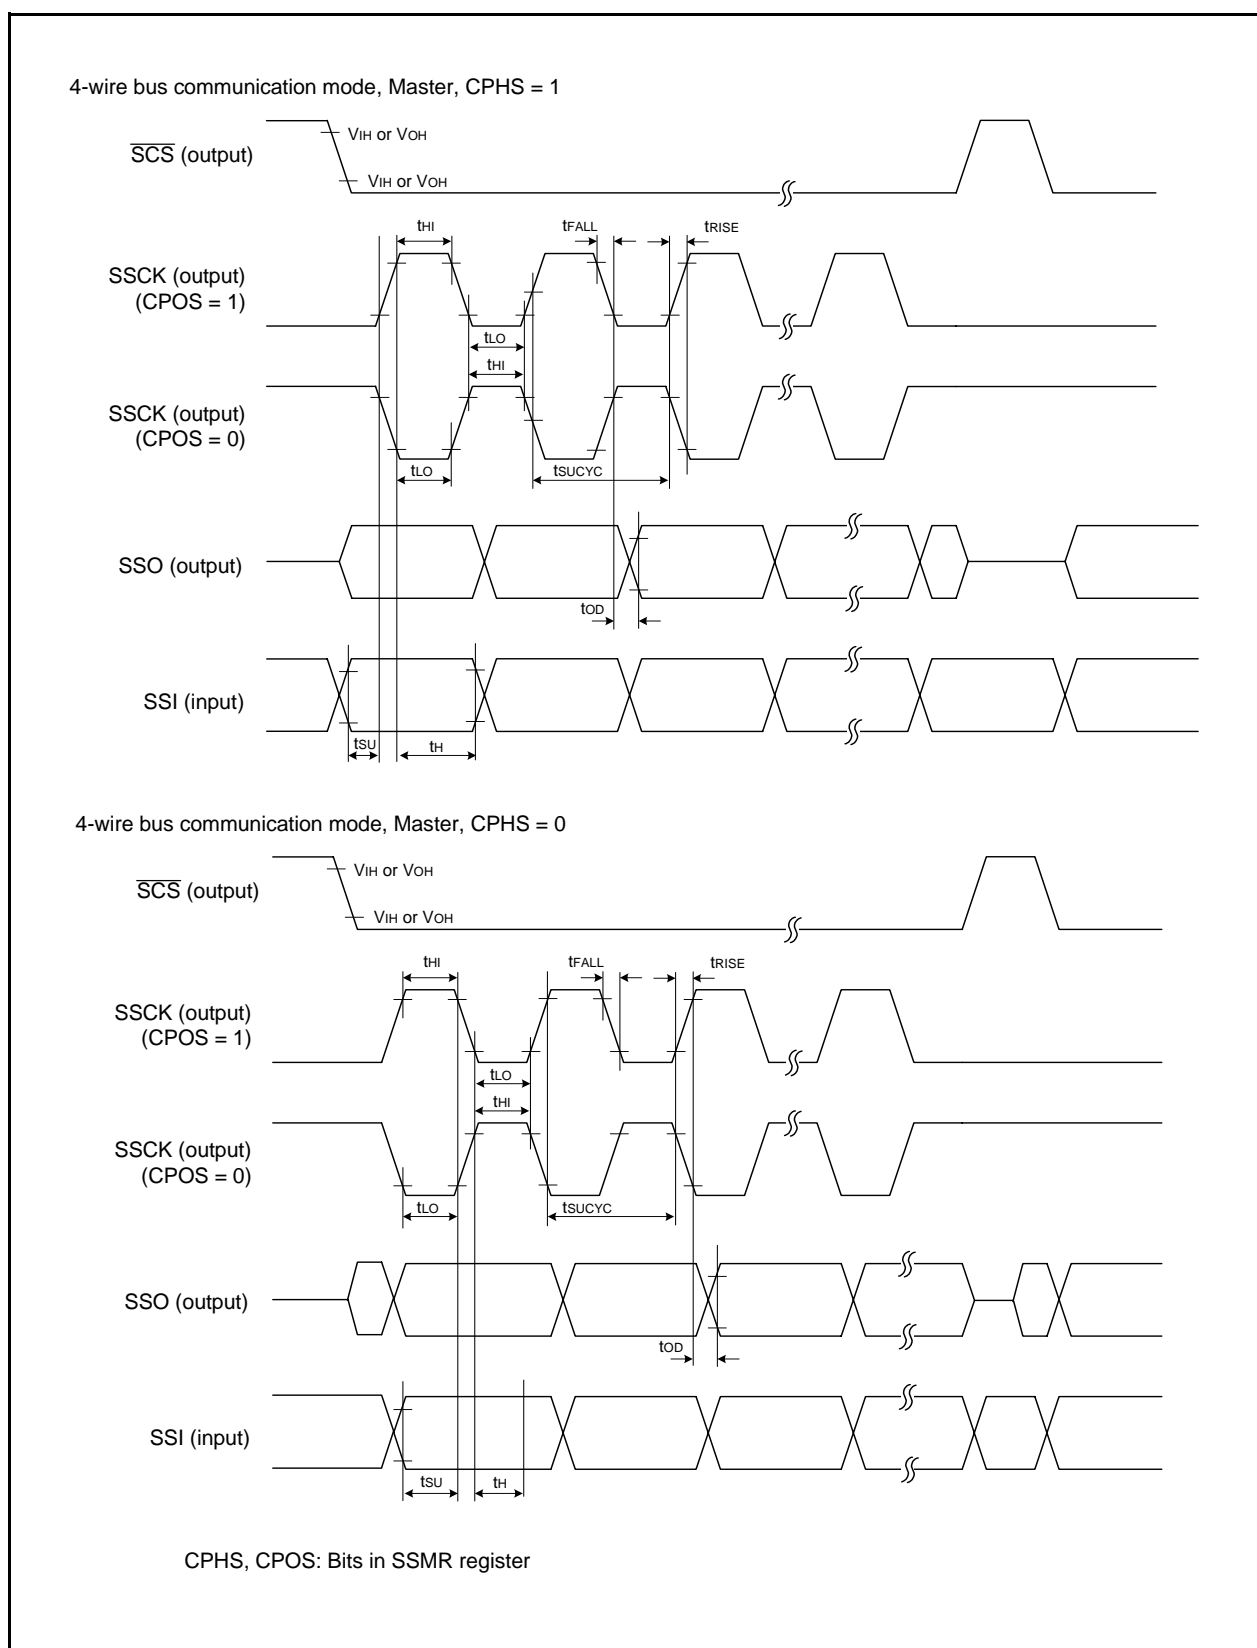 4-wire bus communication mode, Master, CPHS = 1
VIH or VOH
SCS (output)
VIH or VOH
tHI
tFALL
tRISE
SSCK (output)
(CPOS = 1)
tLO
tHI
SSCK (output)
(CPOS = 0)
tLO
tSUCYC
SSO (output)
tOD
SSI (input)
tSU
tH
4-wire bus communication mode, Master, CPHS = 0
VIH or VOH
SCS (output)
VIH or VOH
tHI
tFALL
tRISE
SSCK (output)
(CPOS = 1)
tLO
tHI
SSCK (output)
(CPOS = 0)
tLO
tSUCYC
SSO (output)
tOD
SSI (input)
tSU
tH
CPHS, CPOS: Bits in SSMR register